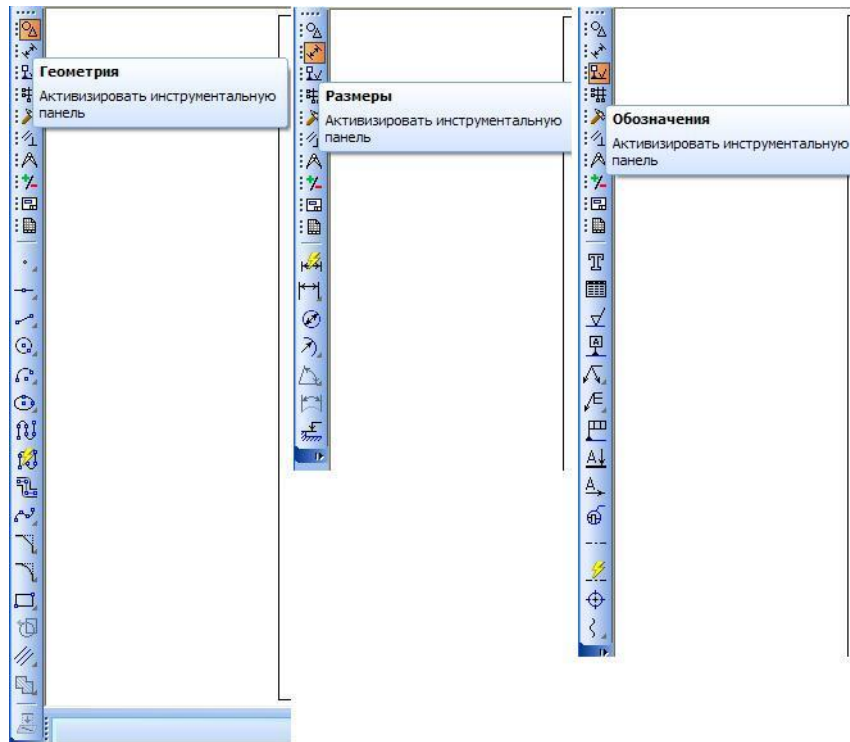 Геометрия
Активизировать инструментальную
панель
Размеры
Активизировать инструментальную
панель
Обозначения
Активизировать инструментальную
панель
T
A
E
A
A